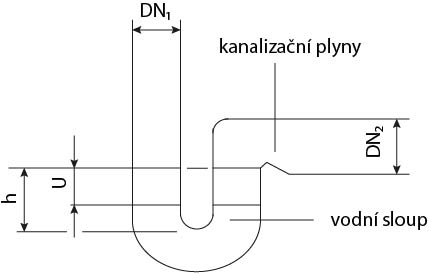 DN₁
kanalizační plyny
DN₂
U
h
vodní sloup